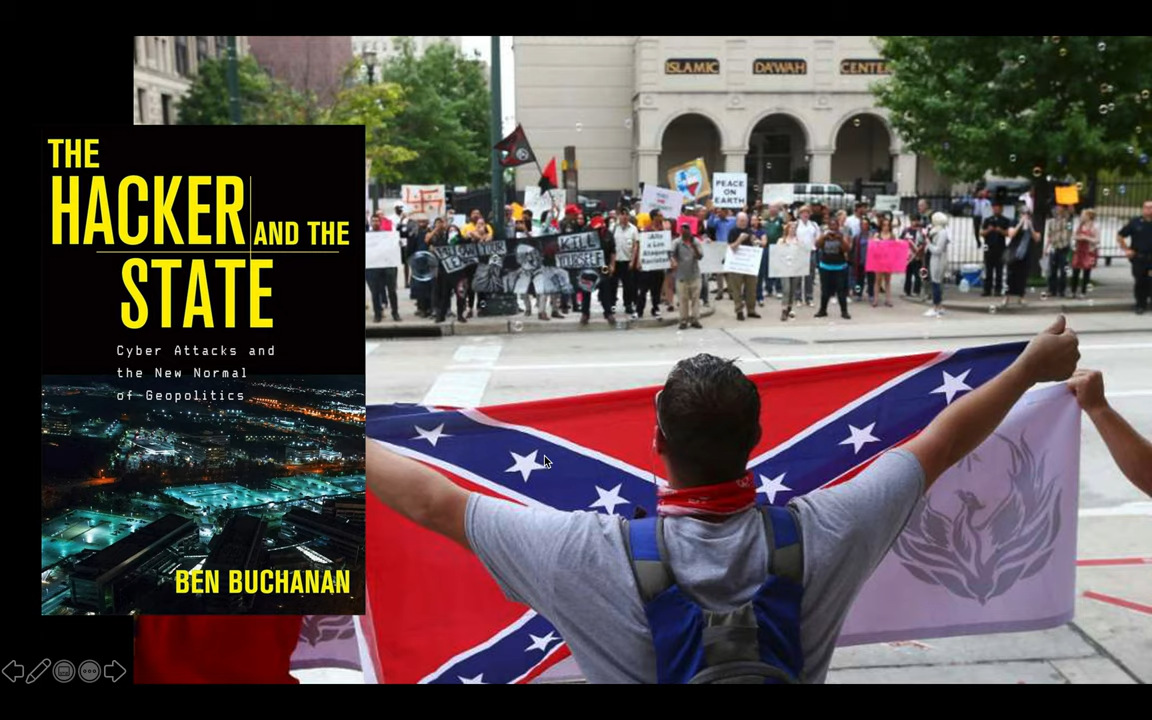 THE
HACKER AND THE
STATE
Cyber Attacks and
the New Normal
of Geopolitics
BEN BUCHANAN
ISLAMIC DA'WAH CENTER
PEACE
ON
EARTH
KILL
YOURSELF